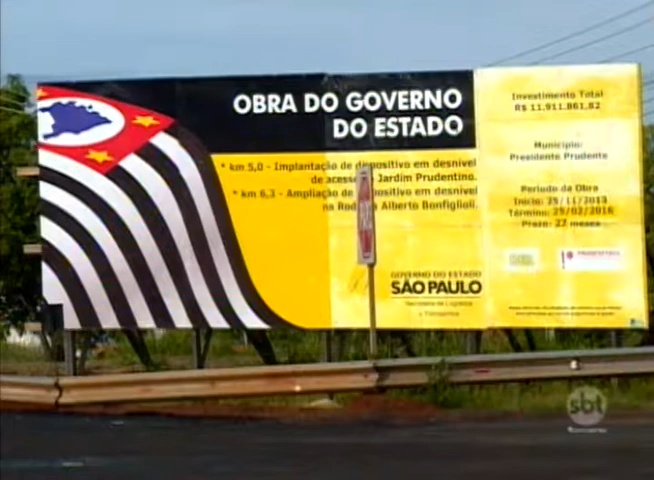 OBRA DO GOVERNO
DO ESTADO
* km 5,0 - Implantação de dispositivo em desnível
de acesso Jardim Prudentino.
* km 6,3 - Ampliação de dispositivo em desnível
na Rodovia Alberto Bonfiglioli.
GOVERNO DO ESTADO
SÃO PAULO
Secretaria de Logística
e Transportes
Investimento Total
R$ 11.911.861,82
Município:
Presidente Prudente
Período da Obra
Início: 25/11/2013
Término: 25/02/2016
Prazo: 27 meses
sbt